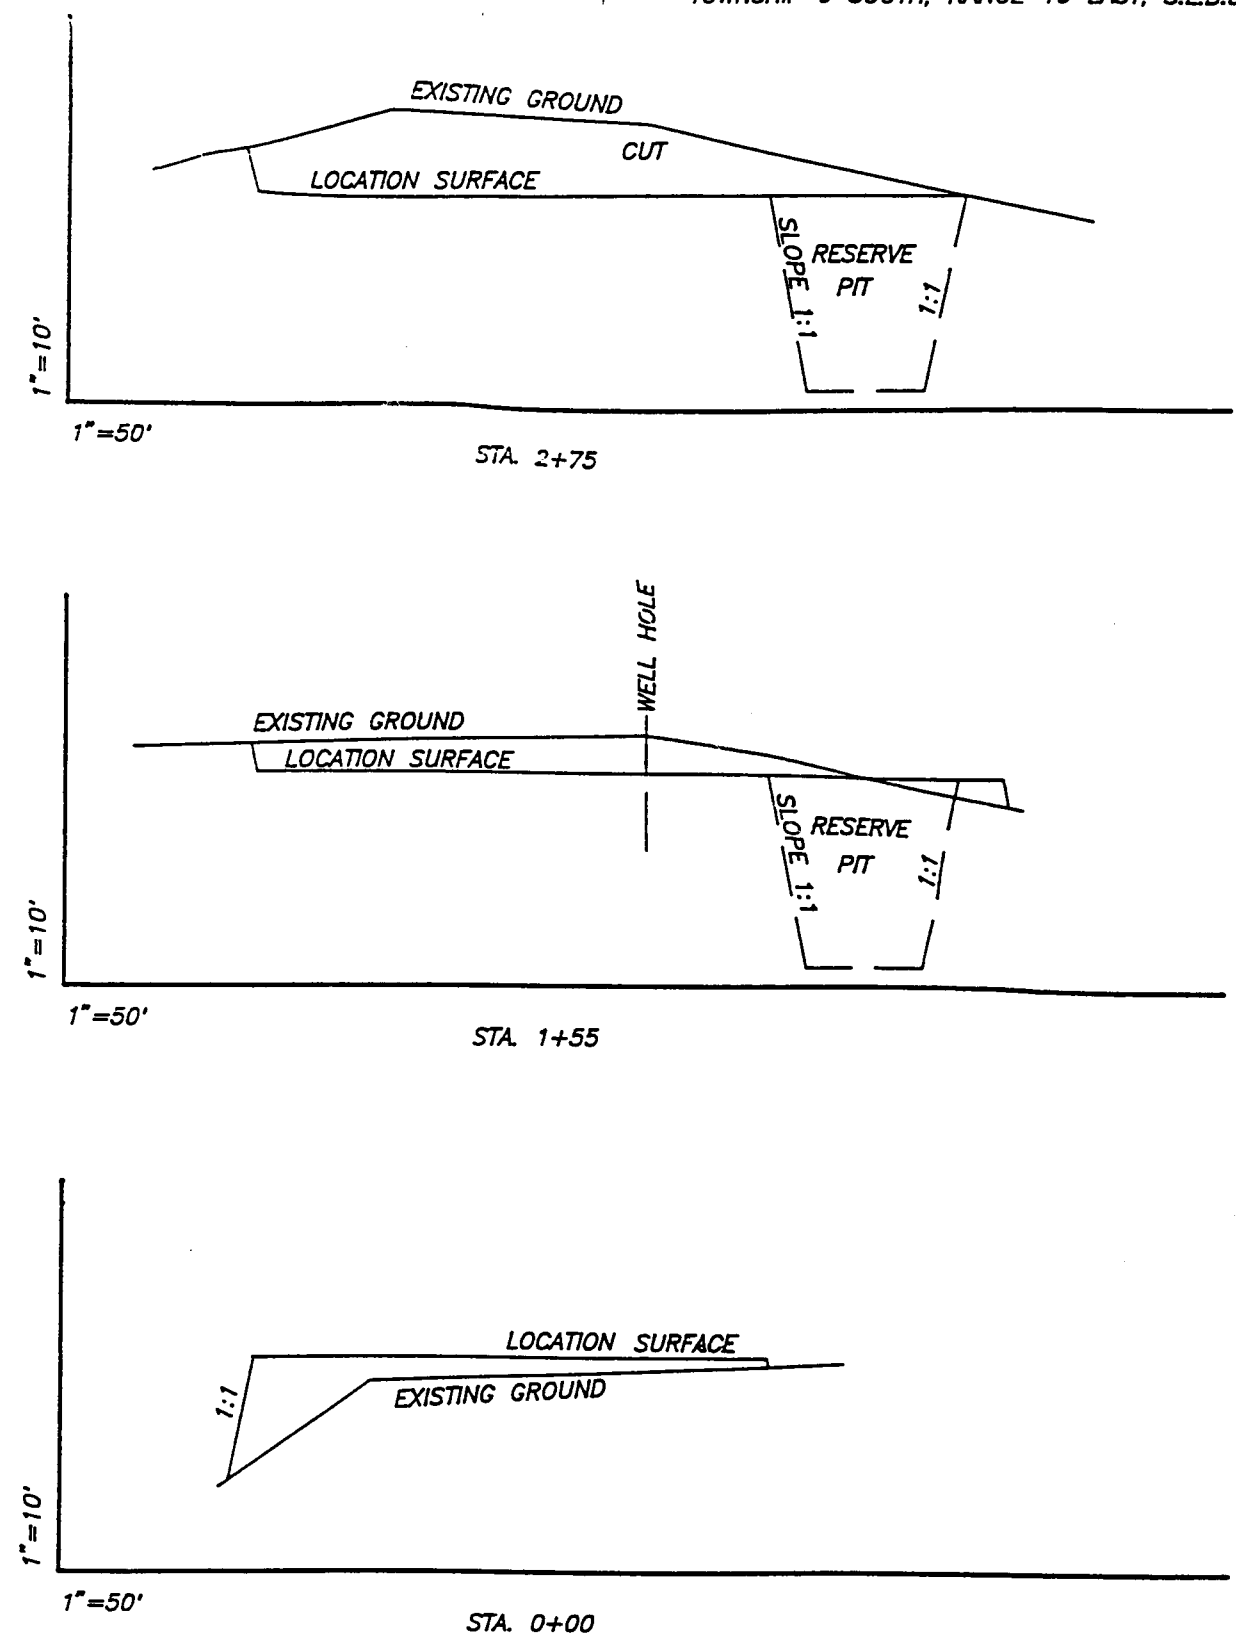 EXISTING GROUND
CUT
LOCATION SURFACE
SLOPE 1:1
RESERVE
PIT
1:1
1"=10'
1"=50'
STA. 2+75
WELL HOLE
EXISTING GROUND
LOCATION SURFACE
SLOPE 1:1
RESERVE
PIT
1:1
1"=10'
1"=50'
STA. 1+55
LOCATION SURFACE
1:1
EXISTING GROUND
1"=10'
1"=50'
STA. 0+00